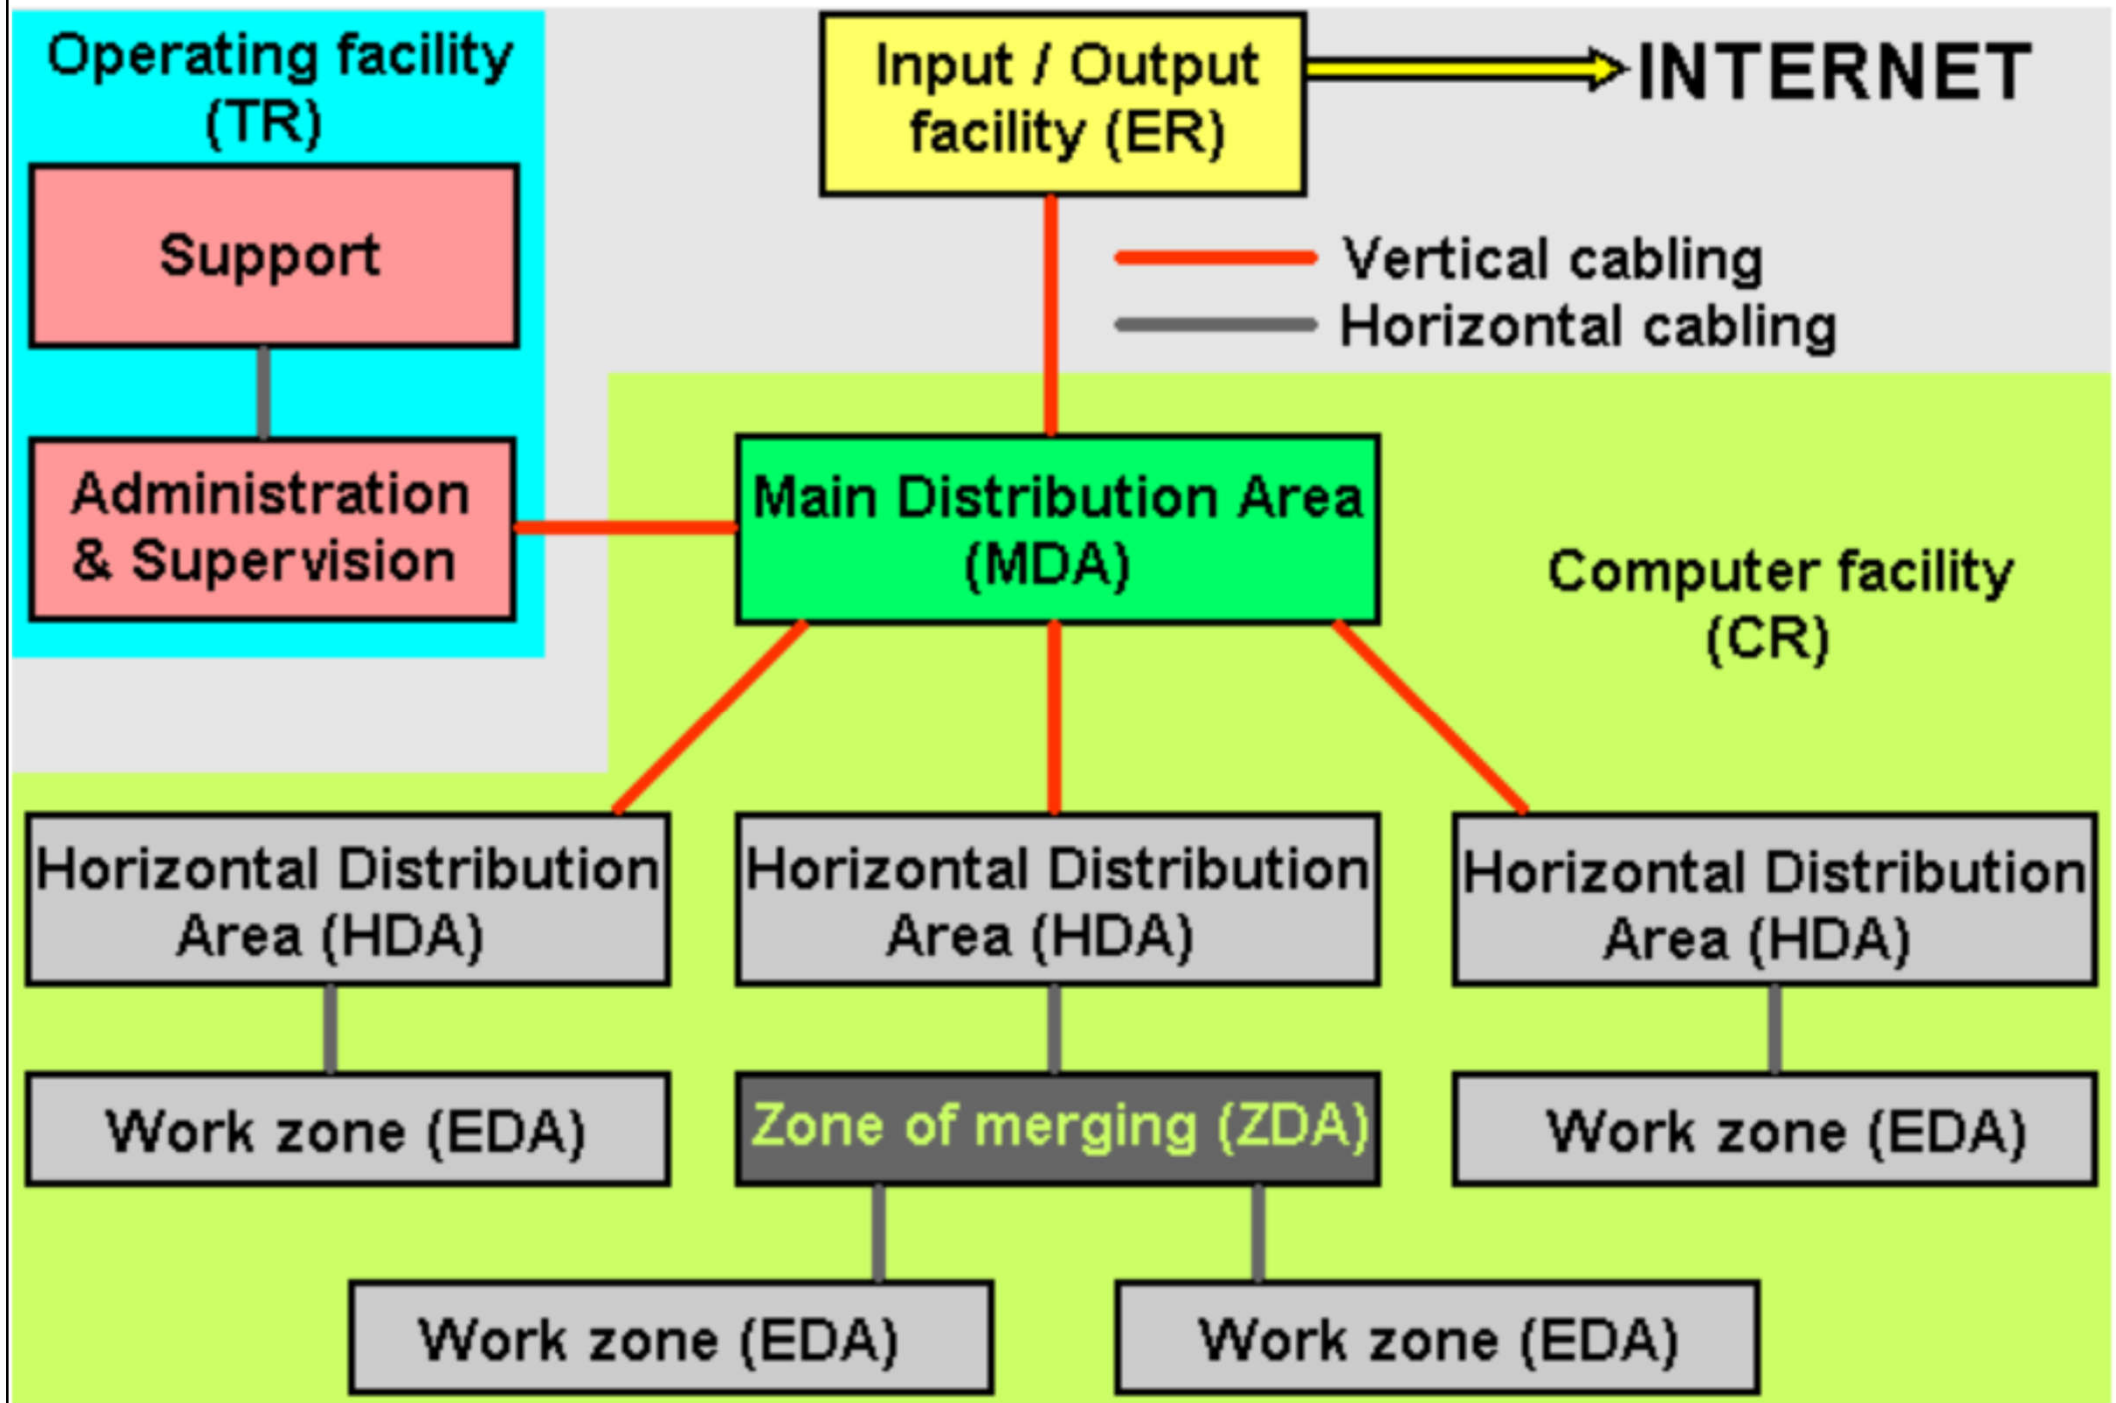 Operating facility
(TR)
Support
Administration
& Supervision
Input / Output
facility (ER)
INTERNET
Vertical cabling
Horizontal cabling
Main Distribution Area
(MDA)
Computer facility
(CR)
Horizontal Distribution
Area (HDA)
Horizontal Distribution
Area (HDA)
Horizontal Distribution
Area (HDA)
Work zone (EDA)
Zone of merging (ZDA)
Work zone (EDA)
Work zone (EDA)
Work zone (EDA)